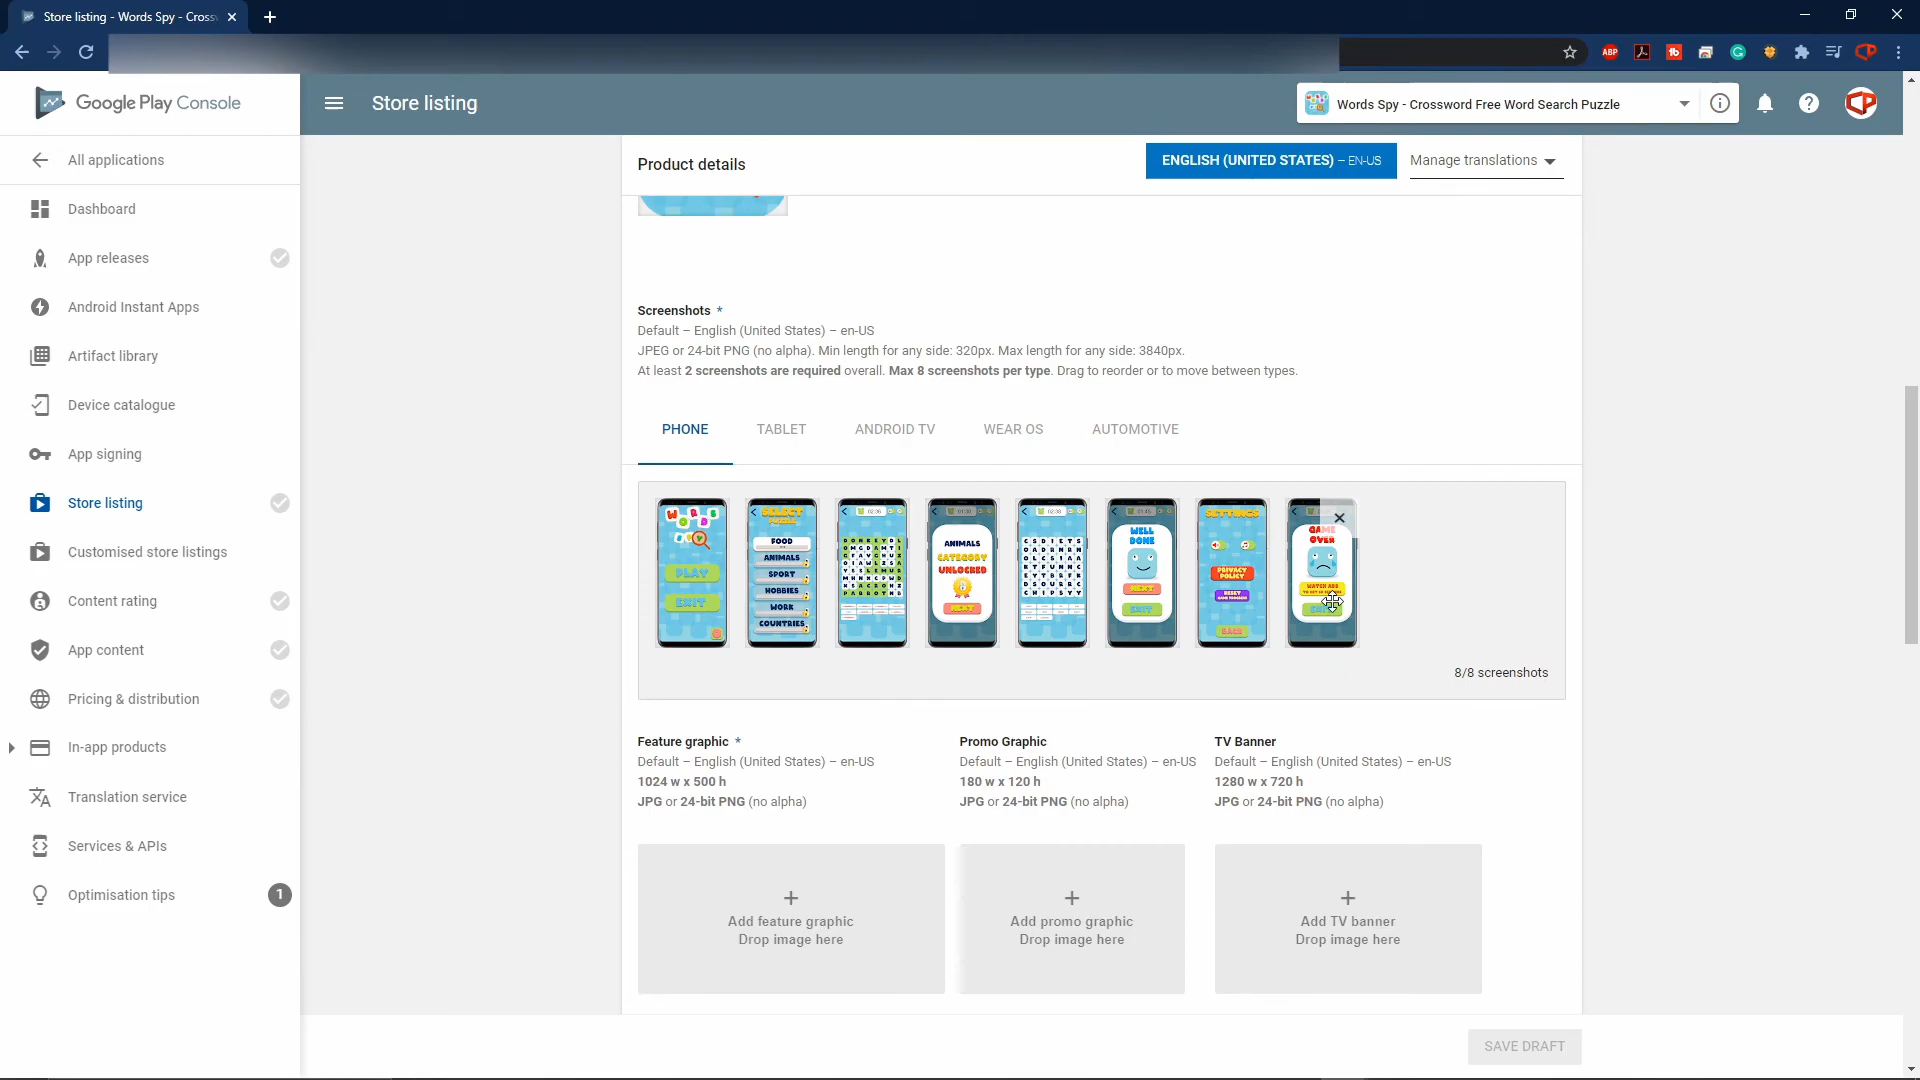 Store listing - Words Spy - Cross
Google Play Console
Store listing
Words Spy - Crossword Free Word Search Puzzle
All applications
Dashboard
App releases
Android Instant Apps
Artifact library
Device catalogue
App signing
Store listing
Customised store listings
Content rating
App content
Pricing & distribution
In-app products
Translation service
Services & APIs
Optimisation tips
1
Product details
ENGLISH (UNITED STATES) – EN-US
Manage translations
Screenshots *
Default – English (United States) – en-US
JPEG or 24-bit PNG (no alpha). Min length for any side: 320px. Max length for any side: 3840px.
At least 2 screenshots are required overall. Max 8 screenshots per type. Drag to reorder or to move between types.
PHONE
TABLET
ANDROID TV
WEAR OS
AUTOMOTIVE
WORDS
SPY
PLAY
EXIT
SELECT
PUZZLE
FOOD
ANIMALS
SPORT
HOBBIES
WORK
COUNTRIES
ANIMALS
CATEGORY
UNLOCKED
NEXT
WELL
DONE
NEXT
EXIT
SETTINGS
PRIVACY
POLICY
BACK
GAME
OVER
8/8 screenshots
Feature graphic *
Default – English (United States) – en-US
1024 w x 500 h
JPG or 24-bit PNG (no alpha)
Promo Graphic
Default – English (United States) – en-US
180 w x 120 h
JPG or 24-bit PNG (no alpha)
TV Banner
Default – English (United States) – en-US
1280 w x 720 h
JPG or 24-bit PNG (no alpha)
Add feature graphic
Drop image here
Add promo graphic
Drop image here
Add TV banner
Drop image here
SAVE DRAFT